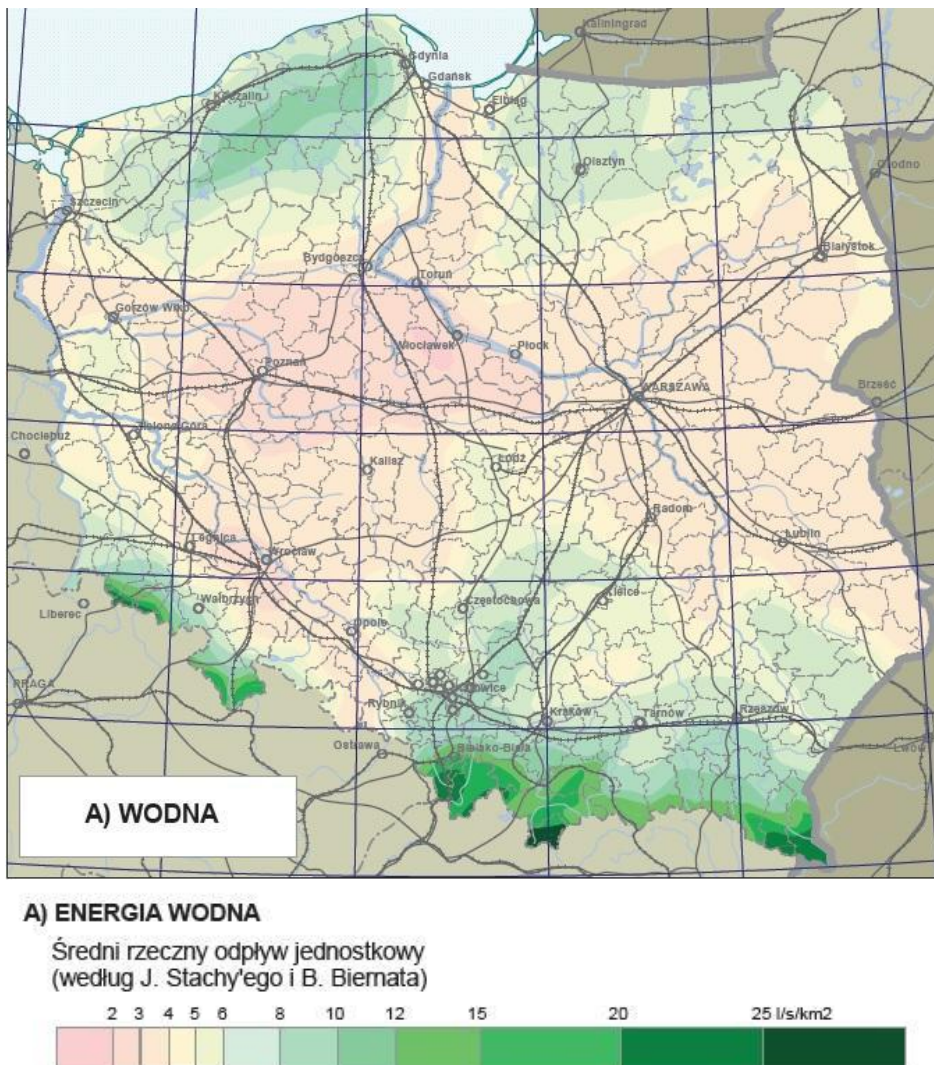 Kaliningrad
Gdynia
Gdańsk
Koszalin
Elbląg
Olsztyn
Grodno
Szczecin
Białystok
Bydgoszcz
Toruń
Gorzów Wlkp.
Włocławek
Płock
Poznań
WARSZAWA
Brześć
Zielona Góra
Chociebuż
Kalisz
Łódź
Radom
Legnica
Lublin
Wrocław
Liberec
Wałbrzych
Częstochowa
Kielce
Opole
PRAGA
Katowice
Rybnik
Kraków
Tarnów
Rzeszów
Ostrawa
Bielsko-Biała
Lwów
A) WODNA
A) ENERGIA WODNA
Średni rzeczny odpływ jednostkowy
(według J. Stachy'ego i B. Biernata)
2 3 4 5 6 8 10 12 15 20 25 l/s/km2